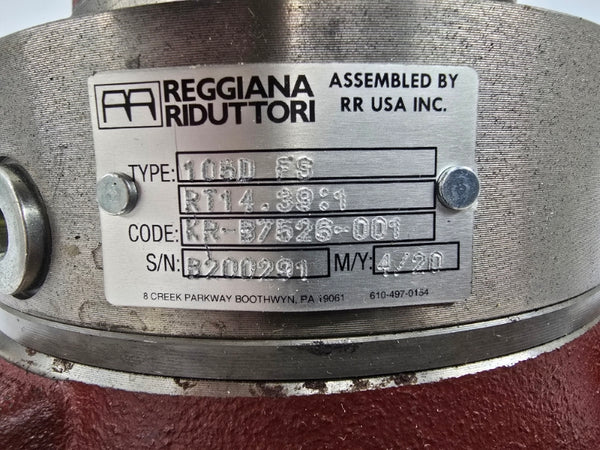 REGGIANA RIDUTTORI
ASSEMBLED BY RR USA INC.
TYPE: 105D FS
RT14.89:1
CODE: KR-B7526-001
S/N: B200291 M/Y: 4/20
8 CREEK PARKWAY BOOTHWYN, PA 19061 610-497-0154